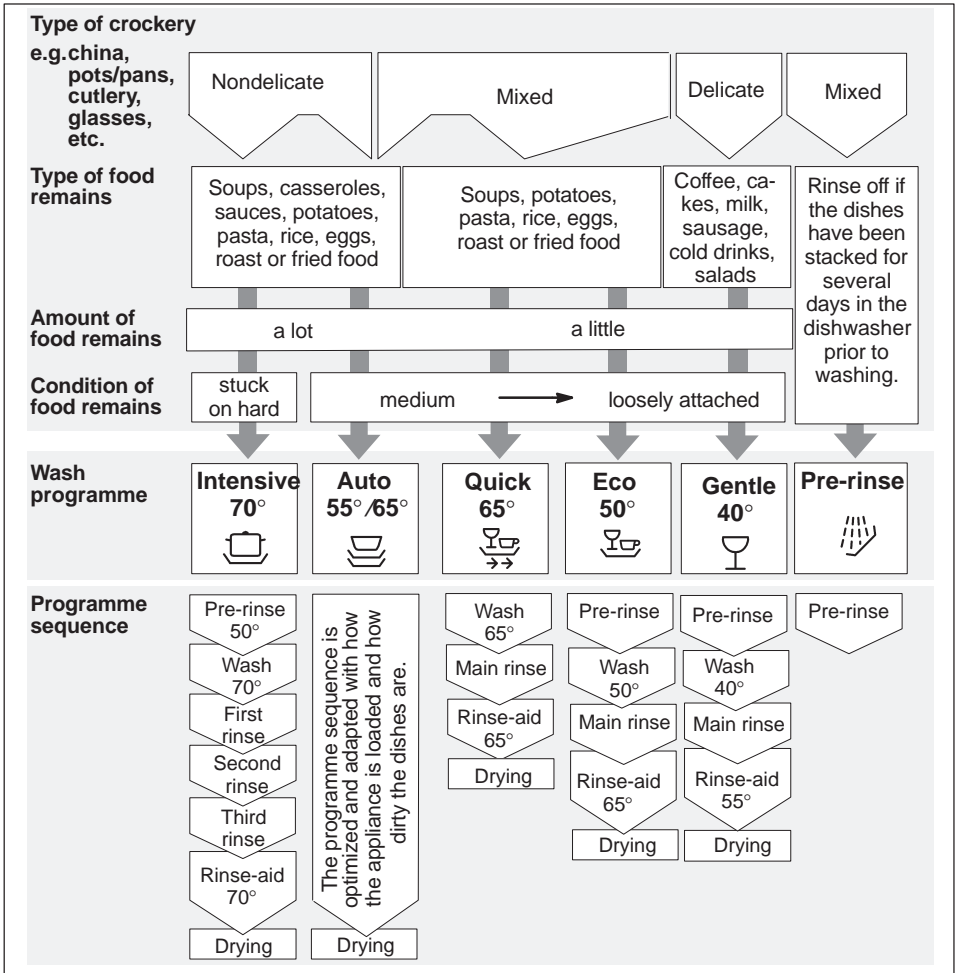 Type of crockery
e.g. china,
pots/pans,
cutlery,
glasses,
etc.
Nondelicate
Mixed
Delicate
Mixed
Type of food
remains
Soups, casseroles,
sauces, potatoes,
pasta, rice, eggs,
roast or fried food
Soups, potatoes,
pasta, rice, eggs,
roast or fried food
Coffee, ca-
kes, milk,
sausage,
cold drinks,
salads
Rinse off if
the dishes
have been
stacked for
several
days in the
dishwasher
prior to
washing.
Amount of
food remains
a lot
a little
Condition of
food remains
stuck
on hard
medium
loosely attached
Wash
programme
Intensive
70°
Auto
55°/65°
Quick
65°
Eco
50°
Gentle
40°
Pre-rinse
Programme
sequence
Pre-rinse
50°
Wash
70°
First
rinse
Second
rinse
Third
rinse
Rinse-aid
70°
Drying
The programme sequence is
optimized and adapted with how
the appliance is loaded and how
dirty the dishes are.
Drying
Wash
65°
Main rinse
Rinse-aid
65°
Drying
Pre-rinse
Wash
50°
Main rinse
Rinse-aid
65°
Drying
Pre-rinse
Wash
40°
Main rinse
Rinse-aid
55°
Drying
Pre-rinse